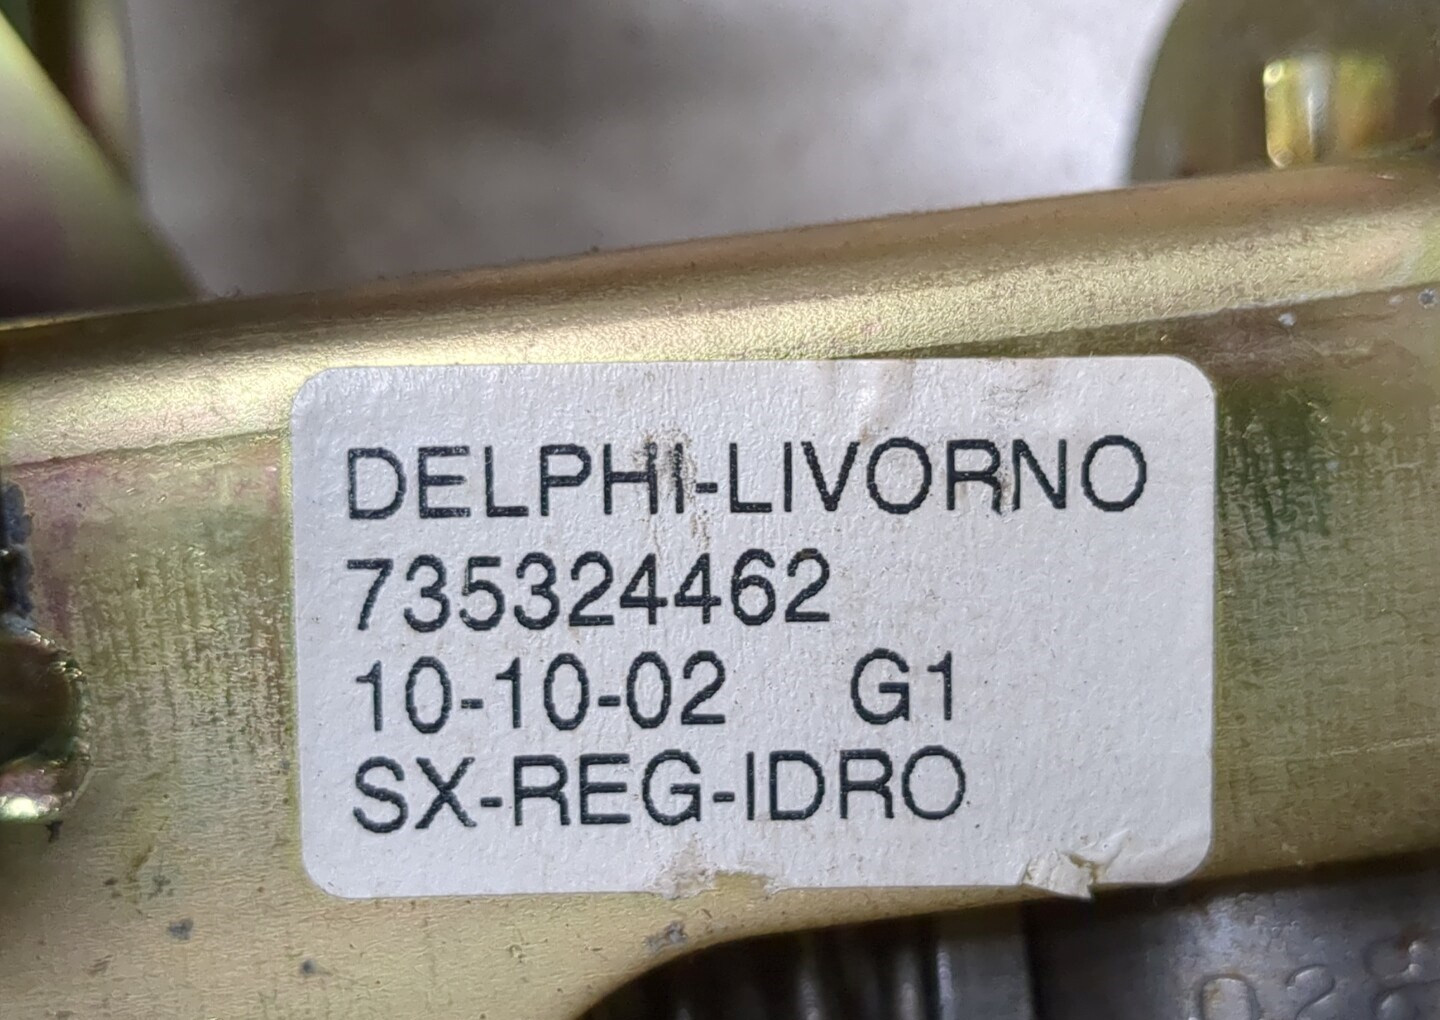 DELPHI-LIVORNO
735324462
10-10-02 G1
SX-REG-IDRO